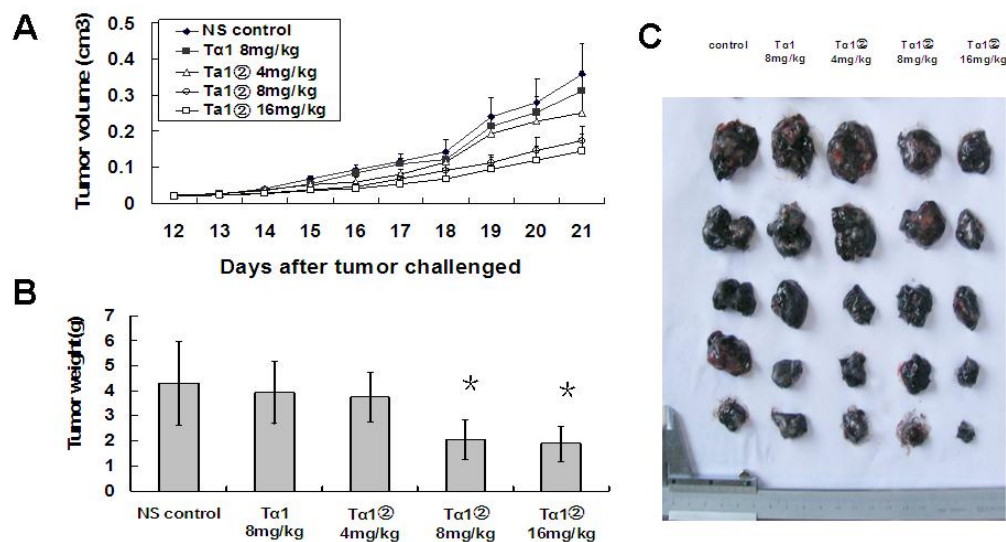 A
Tumor volume (cm3)
0.5
0.4
0.3
0.2
0.1
0
NS control
Tα1 8mg/kg
Ta1② 4mg/kg
Ta1② 8mg/kg
Ta1② 16mg/kg
12 13 14 15 16 17 18 19 20 21
Days after tumor challenged
B
Tumor weight(g)
7
6
5
4
3
2
1
0
* *
NS control Tα1 Tα1② Tα1② Tα1②
8mg/kg 4mg/kg 8mg/kg 16mg/kg
C
control Tα1 Tα1② Tα1② Tα1②
8mg/kg 4mg/kg 8mg/kg 16mg/kg